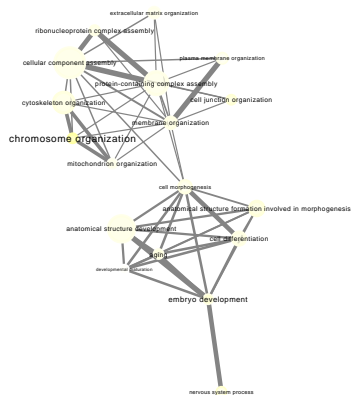 extracellular matrix organization
ribonucleoprotein complex assembly
plasma membrane organization
cellular component assembly
protein-containing complex assembly
cytoskeleton organization
cell junction organization
membrane organization
chromosome organization
mitochondrion organization
cell morphogenesis
anatomical structure formation involved in morphogenesis
anatomical structure development
cell differentiation
aging
developmental maturation
embryo development
nervous system process